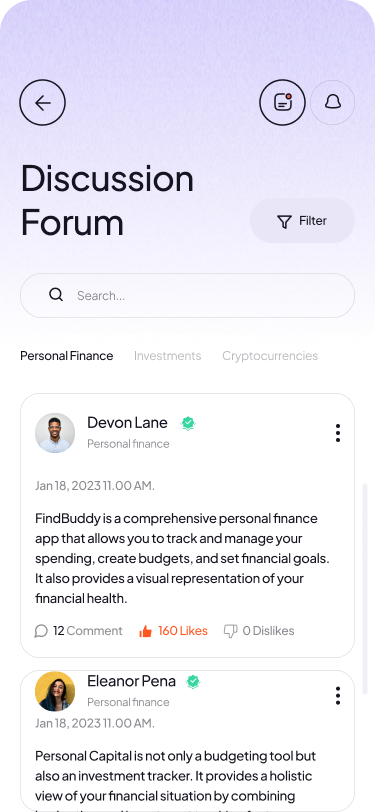 Discussion
Forum
Filter
Search...
Personal Finance Investments Cryptocurrencies
Devon Lane
Personal finance
Jan 18, 2023 11.00 AM.
FindBuddy is a comprehensive personal finance
app that allows you to track and manage your
spending, create budgets, and set financial goals.
It also provides a visual representation of your
financial health.
12 Comment 160 Likes 0 Dislikes
Eleanor Pena
Personal finance
Jan 18, 2023 11.00 AM.
Personal Capital is not only a budgeting tool but
also an investment tracker. It provides a holistic
view of your financial situation by combining